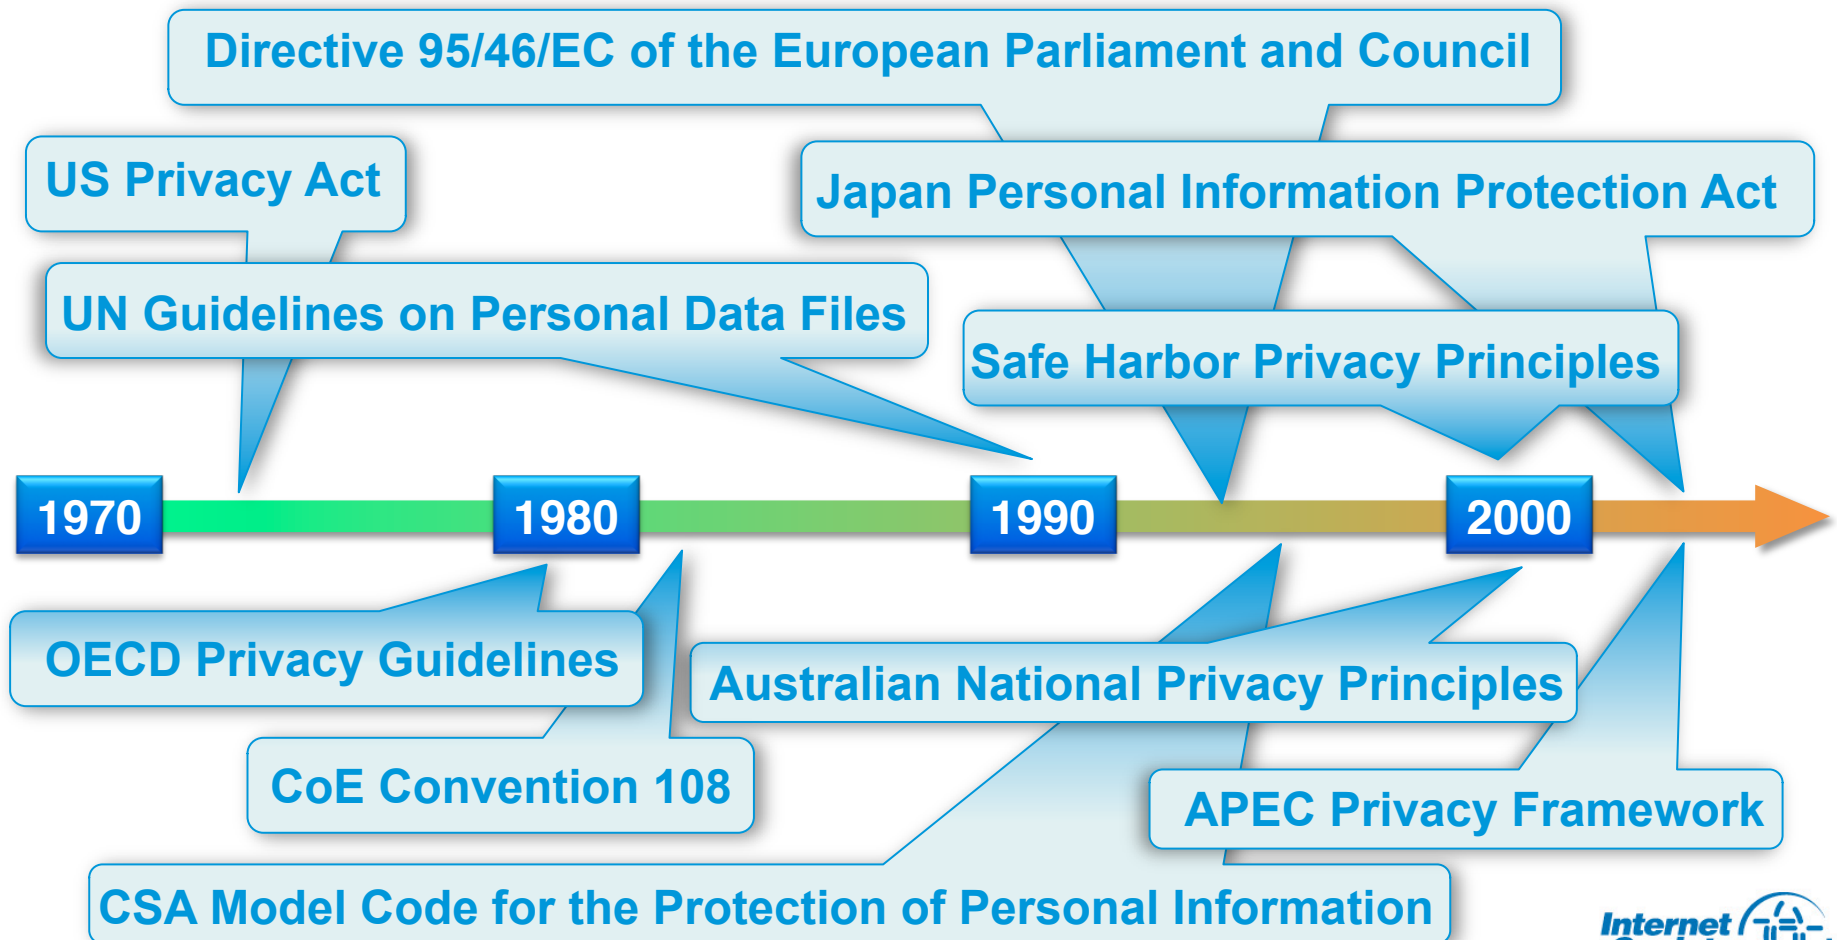 Directive 95/46/EC of the European Parliament and Council
US Privacy Act
Japan Personal Information Protection Act
UN Guidelines on Personal Data Files
Safe Harbor Privacy Principles
1970
1980
1990
2000
OECD Privacy Guidelines
Australian National Privacy Principles
CoE Convention 108
APEC Privacy Framework
CSA Model Code for the Protection of Personal Information
Internet